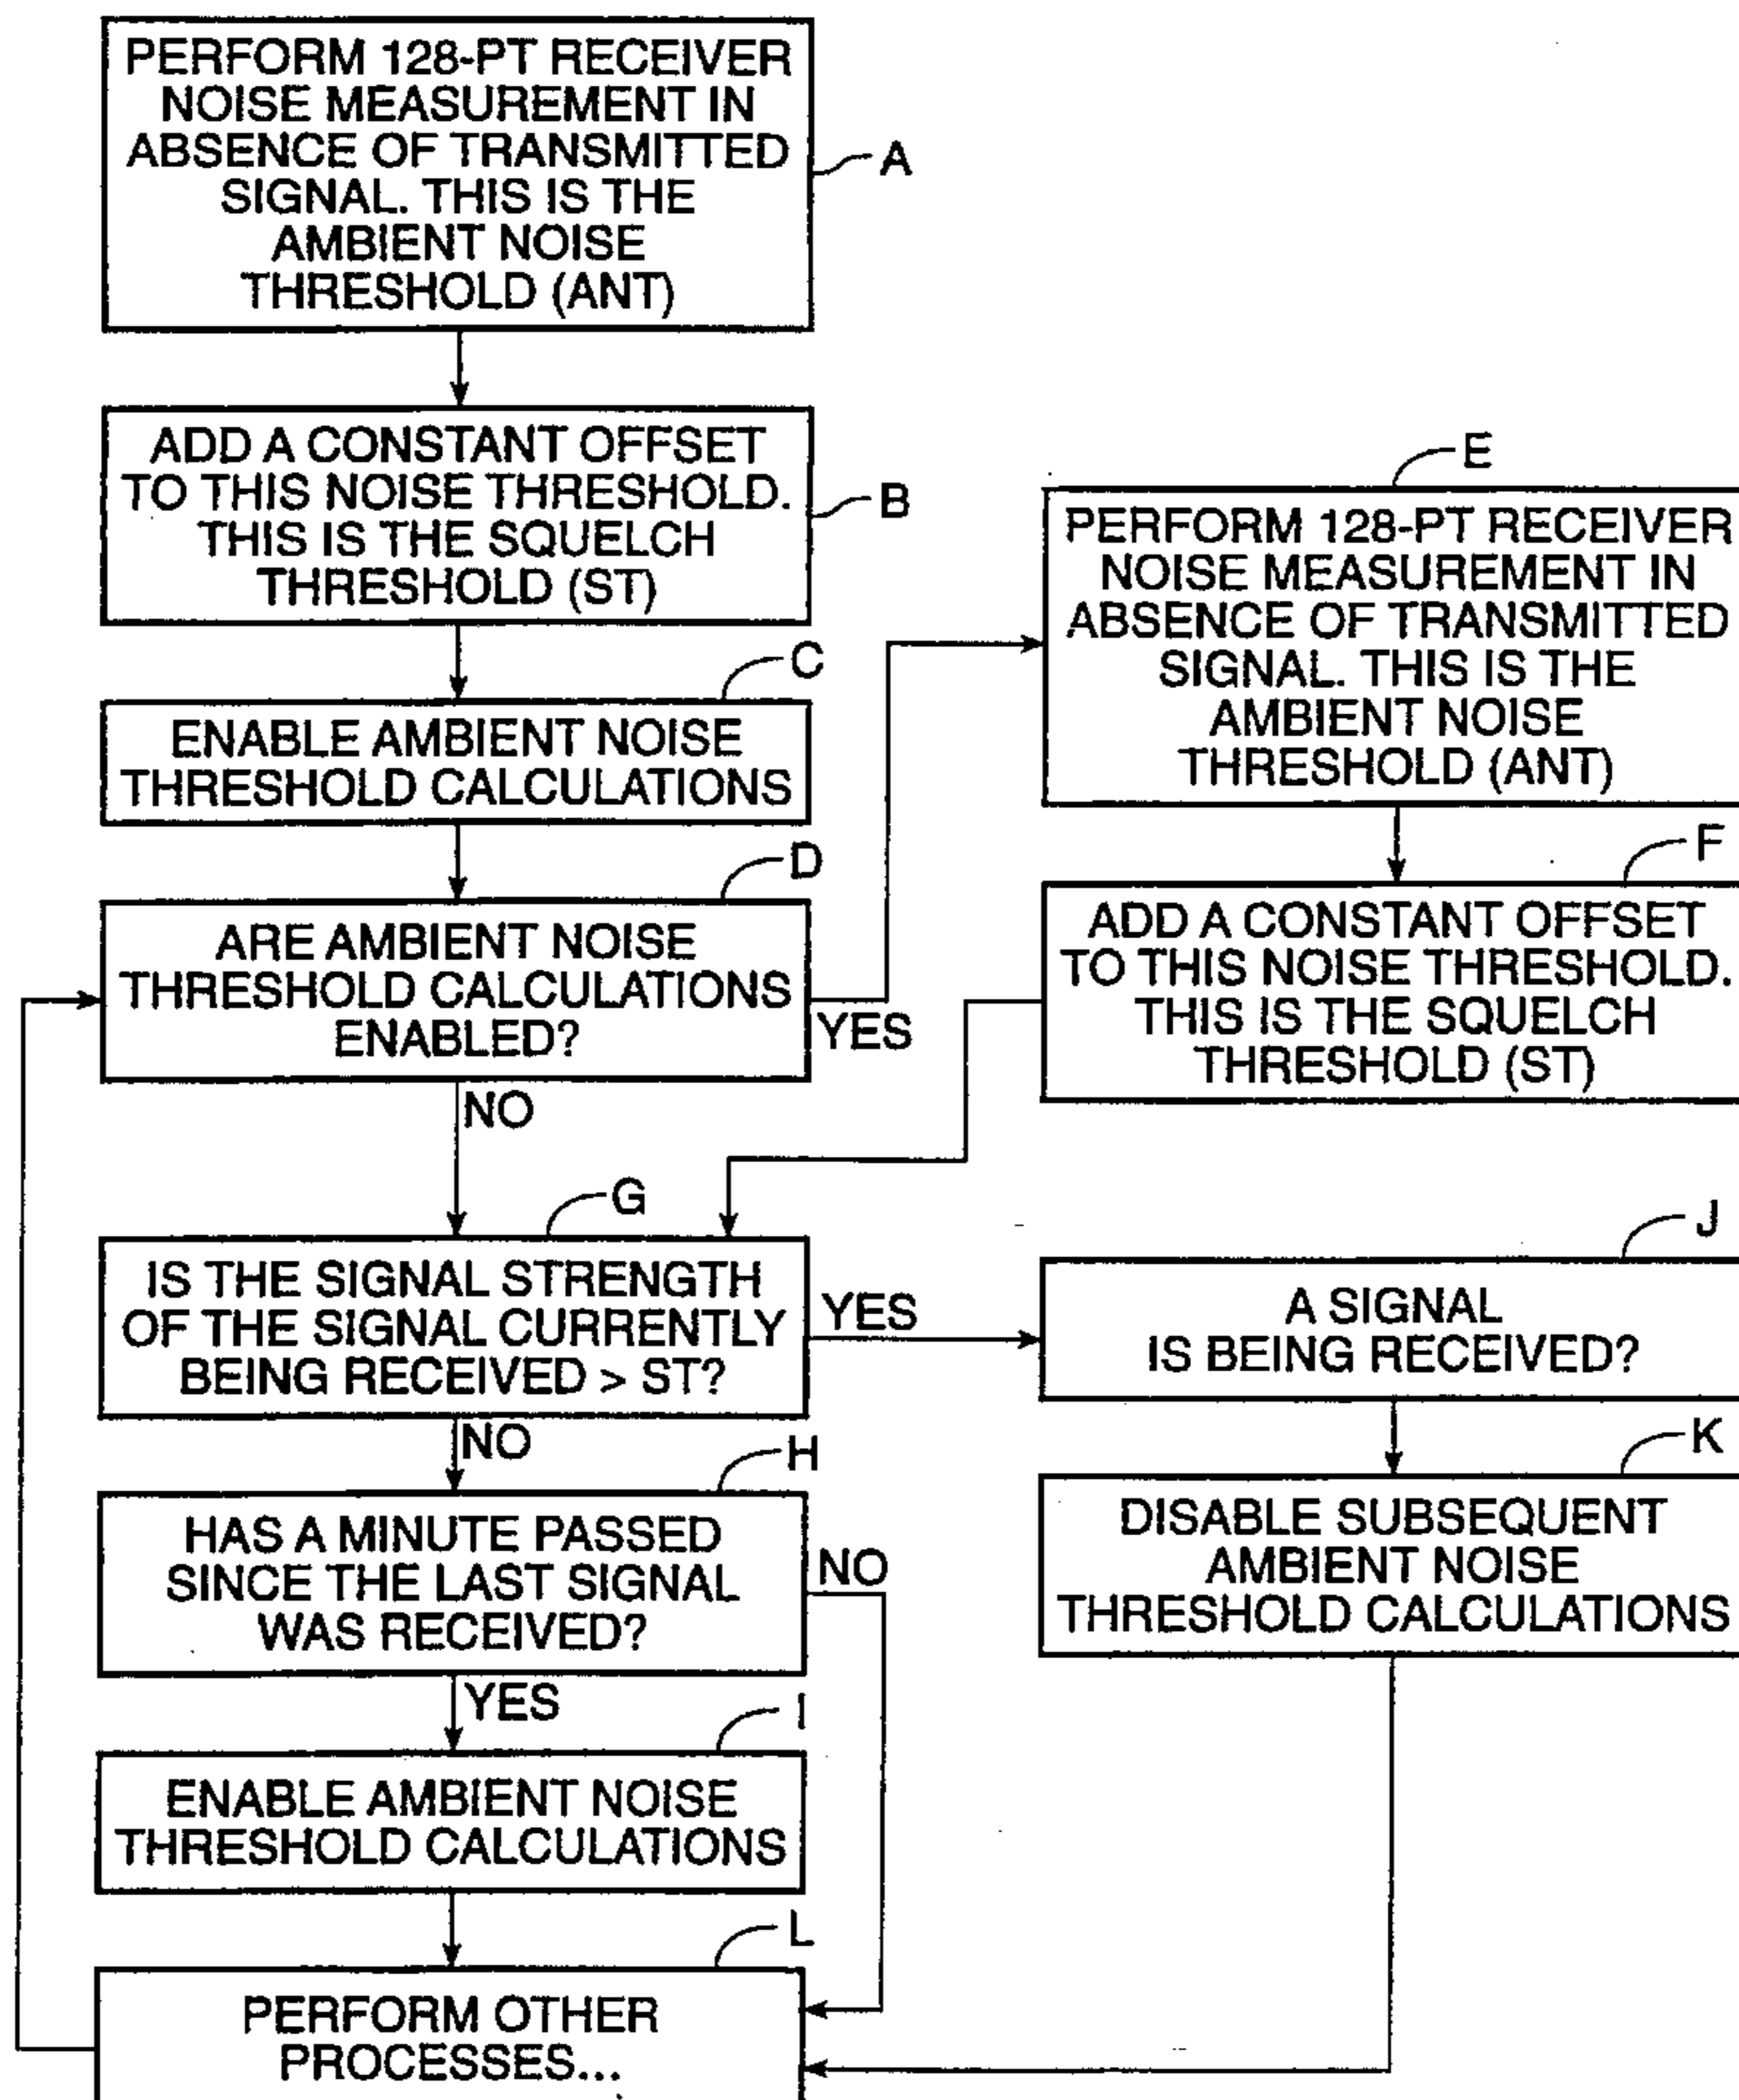 PERFORM 128-PT RECEIVER
NOISE MEASUREMENT IN
ABSENCE OF TRANSMITTED
SIGNAL. THIS IS THE
AMBIENT NOISE
THRESHOLD (ANT)
A
ADD A CONSTANT OFFSET
TO THIS NOISE THRESHOLD.
THIS IS THE SQUELCH
THRESHOLD (ST)
B
C
ENABLE AMBIENT NOISE
THRESHOLD CALCULATIONS
D
ARE AMBIENT NOISE
THRESHOLD CALCULATIONS
ENABLED?
YES
NO
E
PERFORM 128-PT RECEIVER
NOISE MEASUREMENT IN
ABSENCE OF TRANSMITTED
SIGNAL. THIS IS THE
AMBIENT NOISE
THRESHOLD (ANT)
F
ADD A CONSTANT OFFSET
TO THIS NOISE THRESHOLD.
THIS IS THE SQUELCH
THRESHOLD (ST)
G
IS THE SIGNAL STRENGTH
OF THE SIGNAL CURRENTLY
BEING RECEIVED > ST?
YES
NO
J
A SIGNAL
IS BEING RECEIVED?
K
DISABLE SUBSEQUENT
AMBIENT NOISE
THRESHOLD CALCULATIONS
H
HAS A MINUTE PASSED
SINCE THE LAST SIGNAL
WAS RECEIVED?
NO
YES
I
ENABLE AMBIENT NOISE
THRESHOLD CALCULATIONS
L
PERFORM OTHER
PROCESSES...